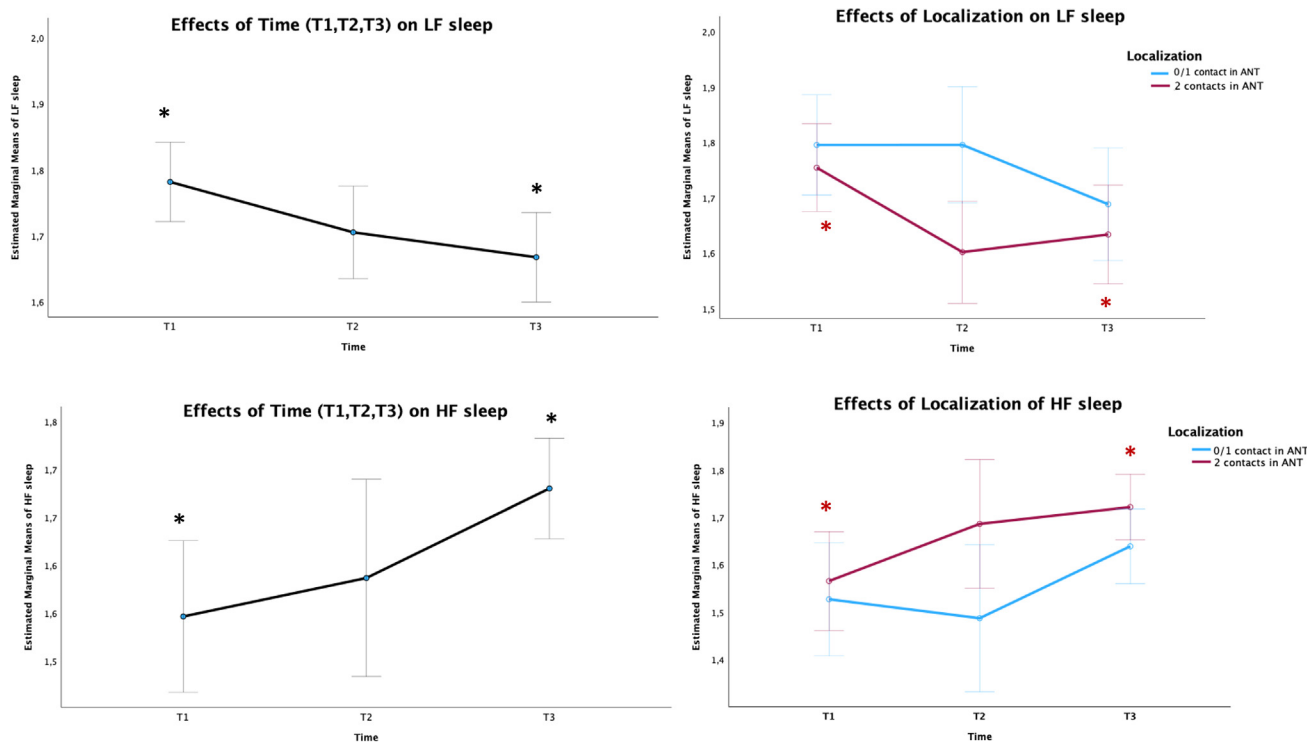 Effects of Time (T1,T2,T3) on LF sleep
Estimated Marginal Means of LF sleep
2,0
1,9
1,8
1,7
1,6
*
*
T1
T2
T3
Time
Effects of Localization on LF sleep
Estimated Marginal Means of LF sleep
2,0
1,9
1,8
1,7
1,6
1,5
Localization
0/1 contact in ANT
2 contacts in ANT
*
*
T1
T2
T3
Time
Effects of Time (T1,T2,T3) on HF sleep
Estimated Marginal Means of HF sleep
1,8
1,7
1,7
1,6
1,6
1,5
*
*
T1
T2
T3
Time
Effects of Localization of HF sleep
Estimated Marginal Means of HF sleep
1,9
1,8
1,7
1,6
1,5
1,4
Localization
0/1 contact in ANT
2 contacts in ANT
*
*
T1
T2
T3
Time